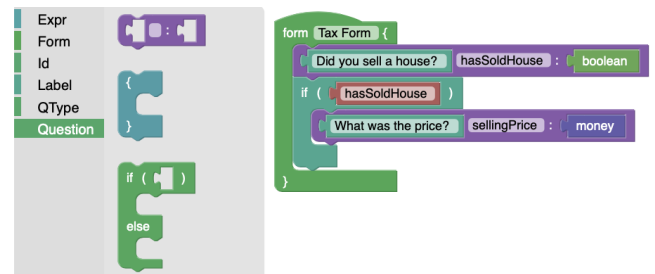 Expr
Form
Id
Label
QType
Question
:
{
}
if ( )
else
form Tax Form {
Did you sell a house? hasSoldHouse : boolean
if ( hasSoldHouse )
What was the price? sellingPrice : money
}